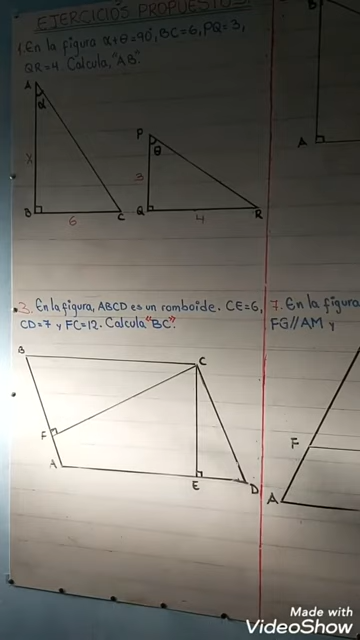 EJERCICIOS PROPUESTOS:
1. En la figura α+θ=90°, BC=6, PQ=3,
QR=4. Calcula, "AB".
A
α
X
B
6
C
P
θ
3
Q
4
R
B
A
3. En la figura, ABCD es un romboide. CE=6,
CD=7 y FC=12. Calcula "BC".
B
C
F
A
E
D
7. En la figura
FG//AM y
F
A
Made with
VideoShow